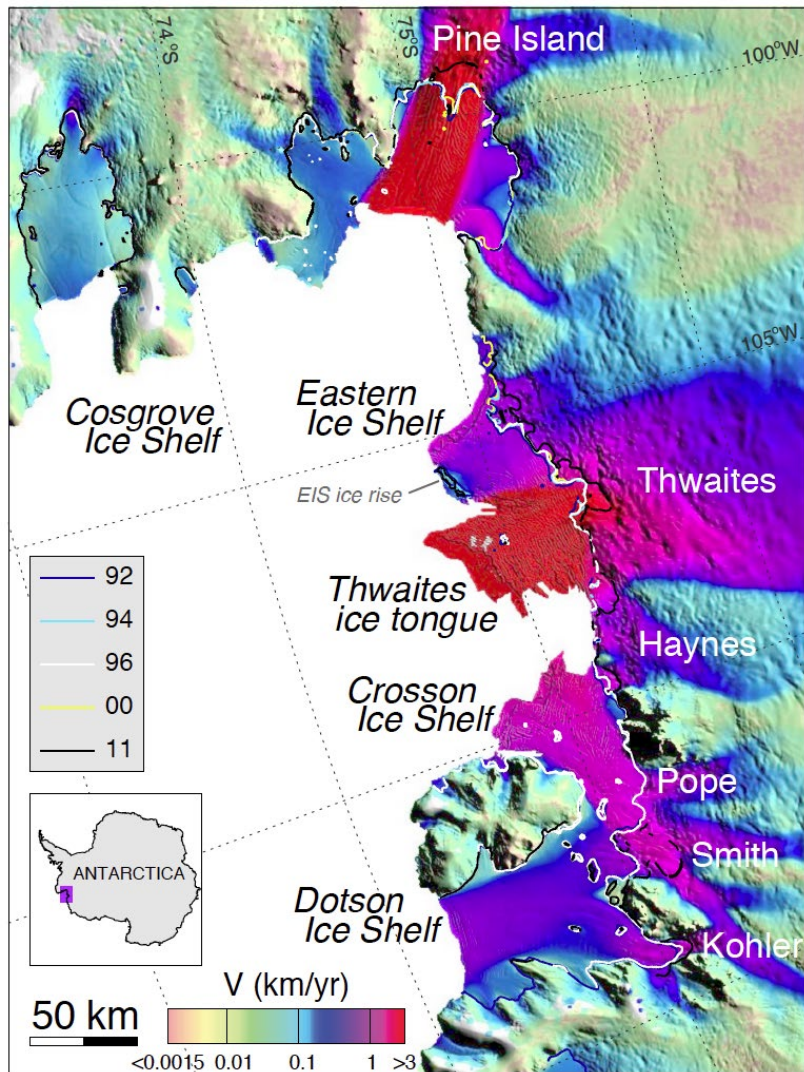 Pine Island
74°S
75°S
100°W
105°W
Cosgrove
Ice Shelf
Eastern
Ice Shelf
EIS ice rise
Thwaites
Thwaites
ice tongue
Haynes
Crosson
Ice Shelf
Pope
Smith
Dotson
Ice Shelf
Kohler
92
94
96
00
11
ANTARCTICA
50 km
V (km/yr)
<0.0015 0.01 0.1 1 >3